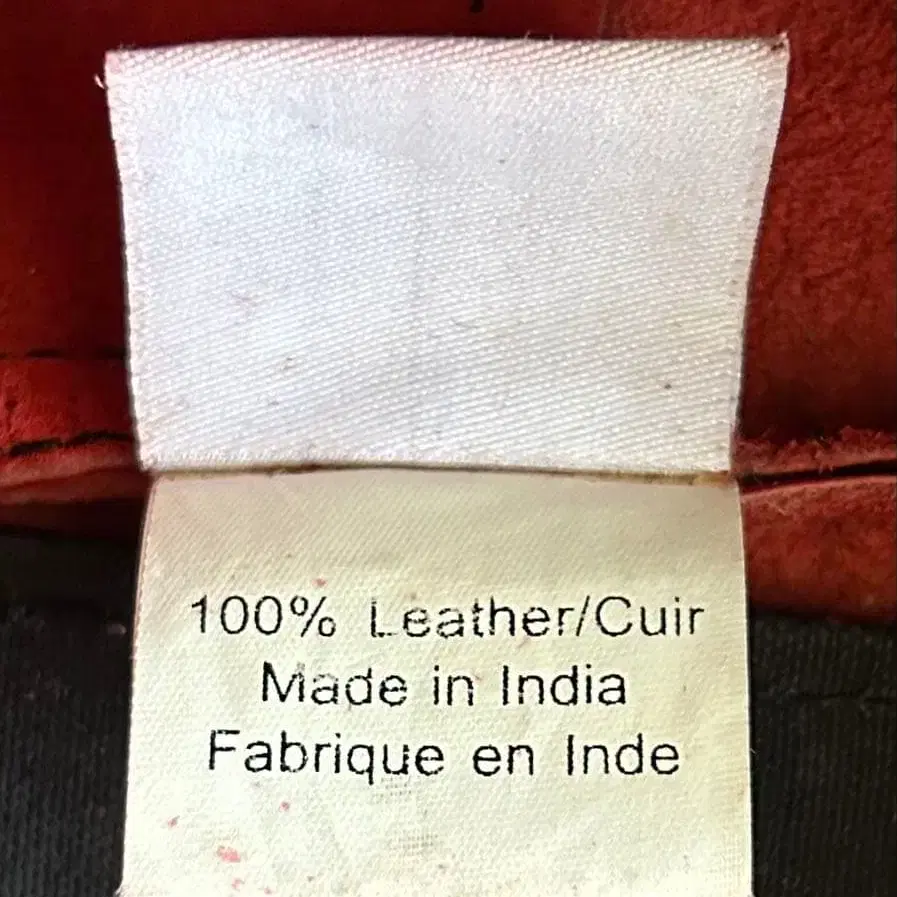 100% Leather/Cuir
Made in India
Fabrique en Inde